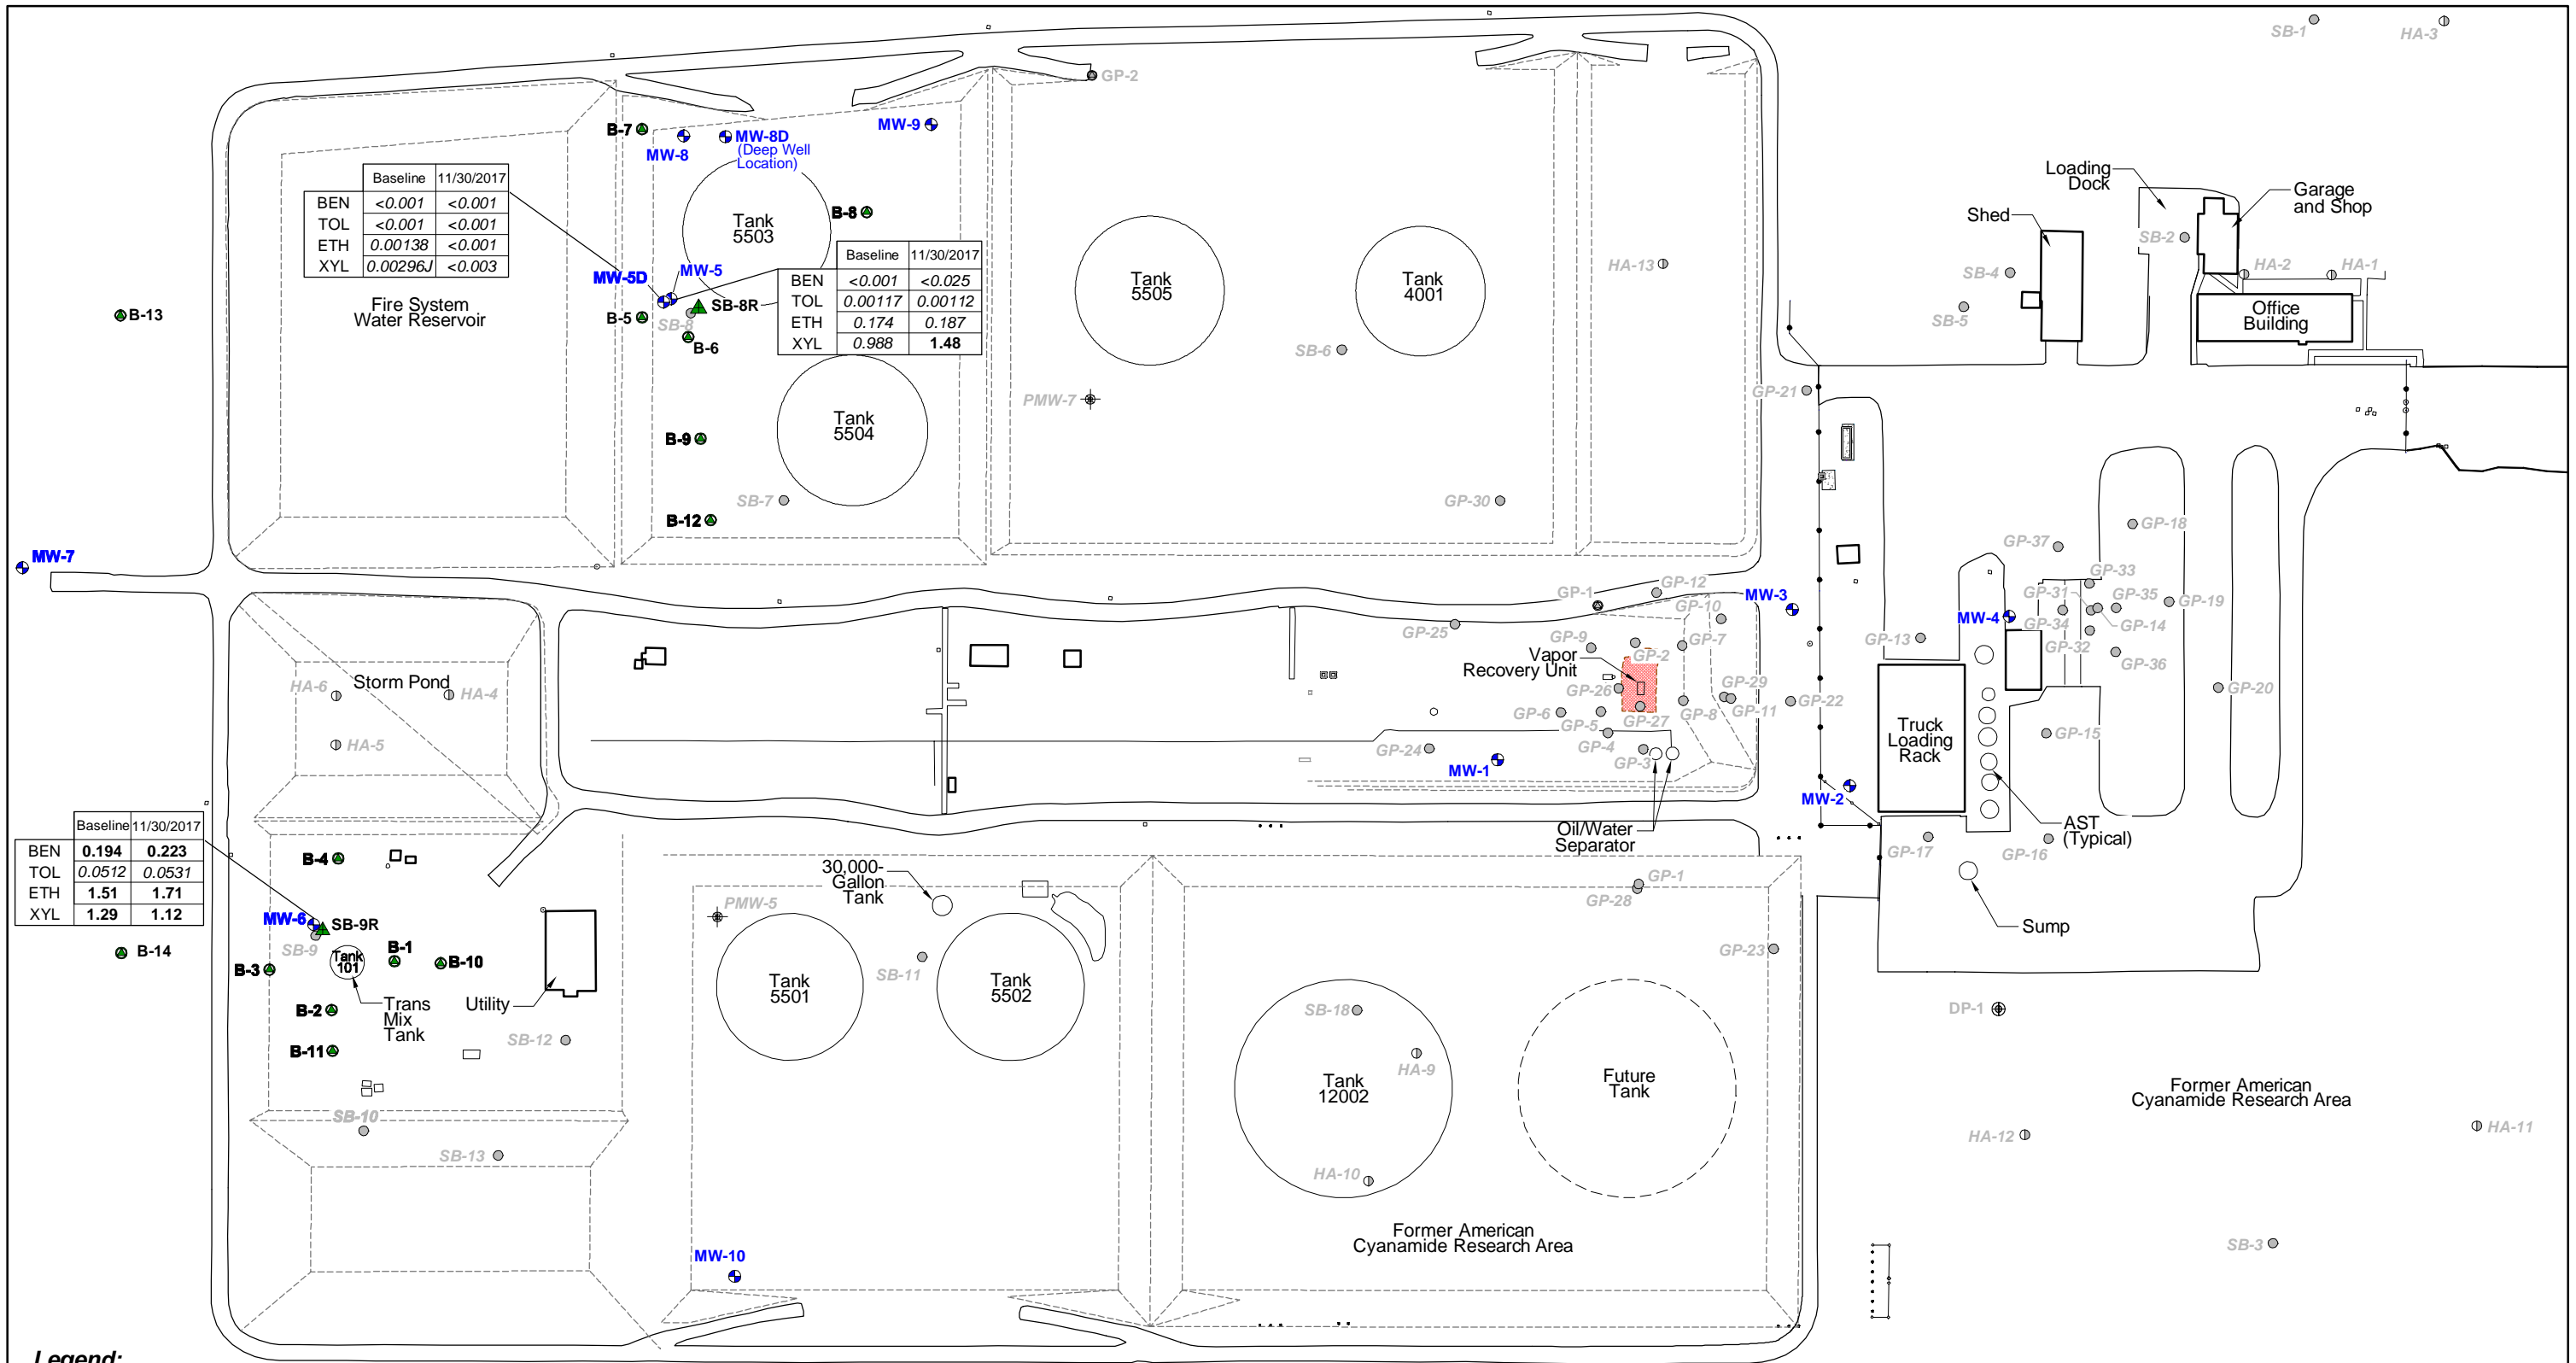 SB-1
HA-3
GP-2
B-7
MW-8
MW-8D
(Deep Well
Location)
MW-9
Baseline 11/30/2017
BEN <0.001 <0.001
TOL <0.001 <0.001
ETH 0.00138 <0.001
XYL 0.00296J <0.003
Tank
5503
B-8
Loading
Dock
Garage
and Shop
Shed
SB-2
SB-4
HA-2
HA-1
SB-5
Office
Building
MW-5D
MW-5
Baseline 11/30/2017
BEN <0.001 <0.025
TOL 0.00117 0.00112
ETH 0.174 0.187
XYL 0.988 1.48
Tank
5505
Tank
4001
HA-13
Fire System
Water Reservoir
B-13
B-5
SB-8
SB-8R
B-6
SB-6
PMW-7
GP-21
Tank
5504
B-9
SB-7
B-12
GP-30
GP-18
GP-37
MW-7
GP-33
GP-12
GP-1
GP-10
MW-3
GP-31
GP-35
GP-19
MW-4
GP-34
GP-14
GP-25
GP-9
GP-7
GP-13
GP-32
GP-2
GP-36
Vapor
Recovery Unit
Storm Pond
HA-6
HA-4
GP-26
GP-29
GP-20
GP-6
GP-5
GP-27
GP-8
GP-11
GP-22
HA-5
GP-24
GP-4
GP-3
MW-1
Truck
Loading
Rack
GP-15
MW-2
Baseline 11/30/2017
BEN 0.194 0.223
TOL 0.0512 0.0531
ETH 1.51 1.71
XYL 1.29 1.12
Oil/Water
Separator
AST
(Typical)
GP-17
GP-16
B-4
30,000-
Gallon
Tank
GP-1
GP-28
PMW-5
MW-6
SB-9R
SB-9
Sump
B-14
B-1
B-10
B-3
Tank
101
SB-11
GP-23
Tank
5501
Tank
5502
Trans
Mix
Tank
Utility
B-2
SB-18
DP-1
B-11
SB-12
HA-9
Tank
12002
Future
Tank
Former American
Cyanamide Research Area
SB-10
HA-12
HA-11
SB-13
HA-10
Former American
Cyanamide Research Area
SB-3
MW-10
Legend: